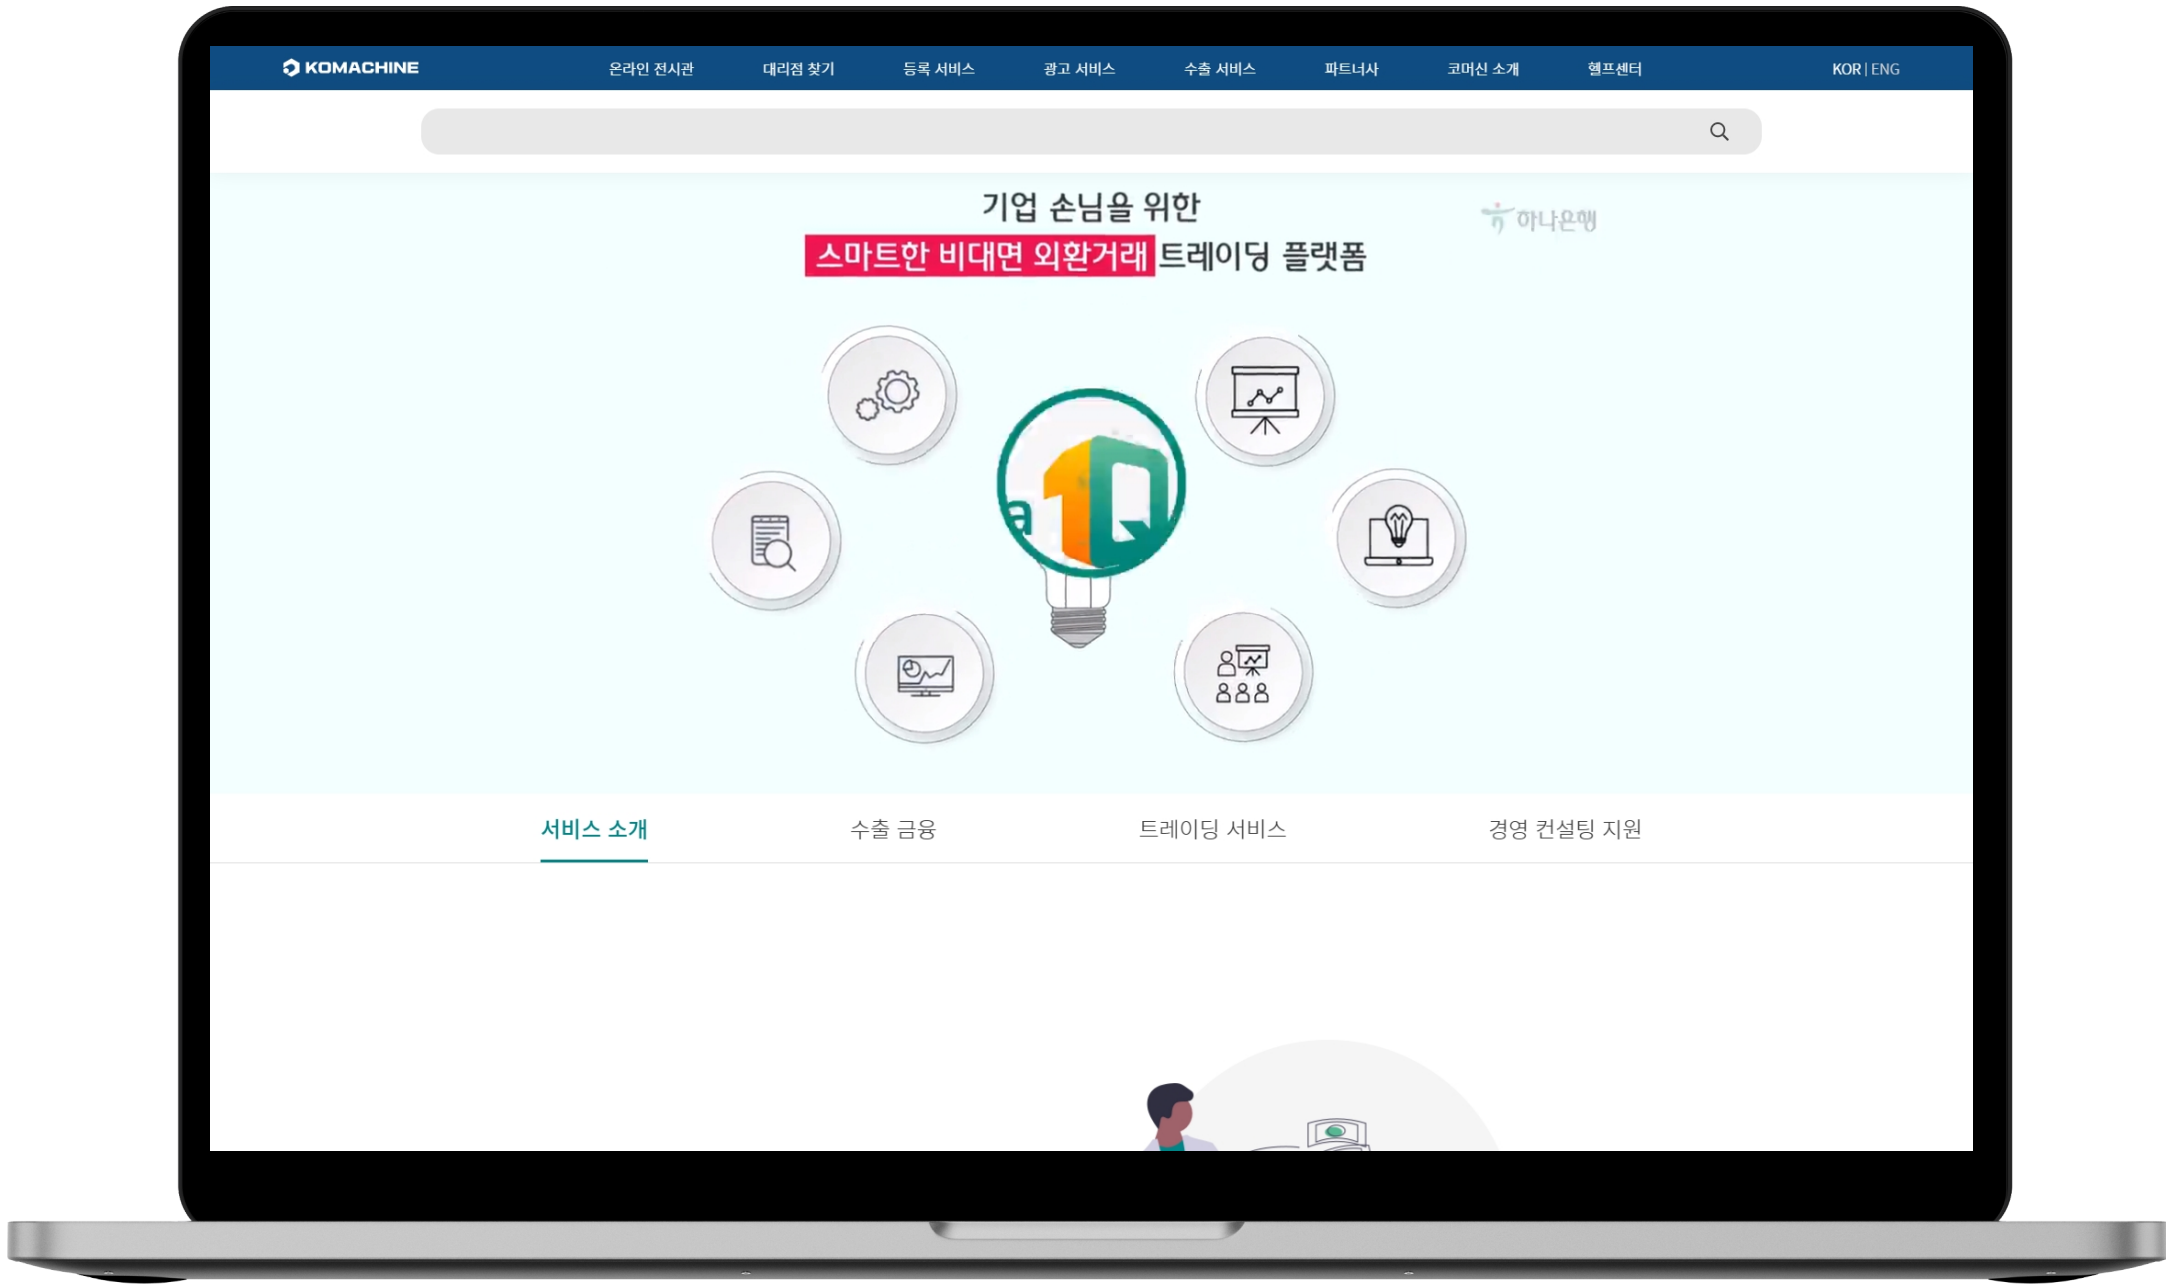 KOMACHINE
온라인 전시관
대리점 찾기
등록 서비스
광고 서비스
수출 서비스
파트너사
코머신 소개
헬프센터
KOR | ENG
기업 손님을 위한
스마트한 비대면 외환거래 트레이딩 플랫폼
하나은행
a 1Q
서비스 소개
수출 금융
트레이딩 서비스
경영 컨설팅 지원